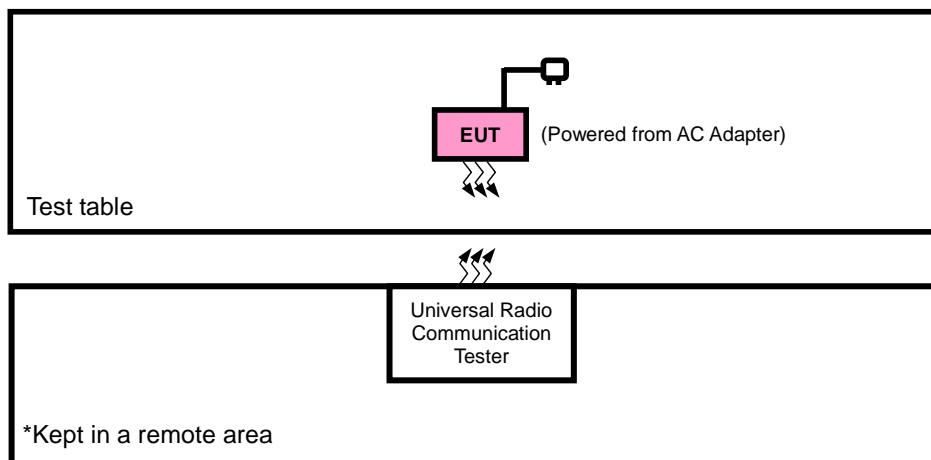 EUT
(Powered from AC Adapter)
Test table
Universal Radio
Communication
Tester
*Kept in a remote area